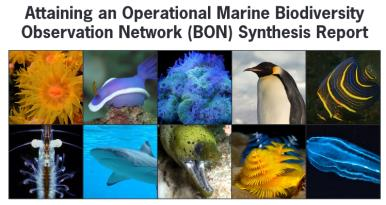 Attaining an Operational Marine Biodiversity
Observation Network (BON) Synthesis Report